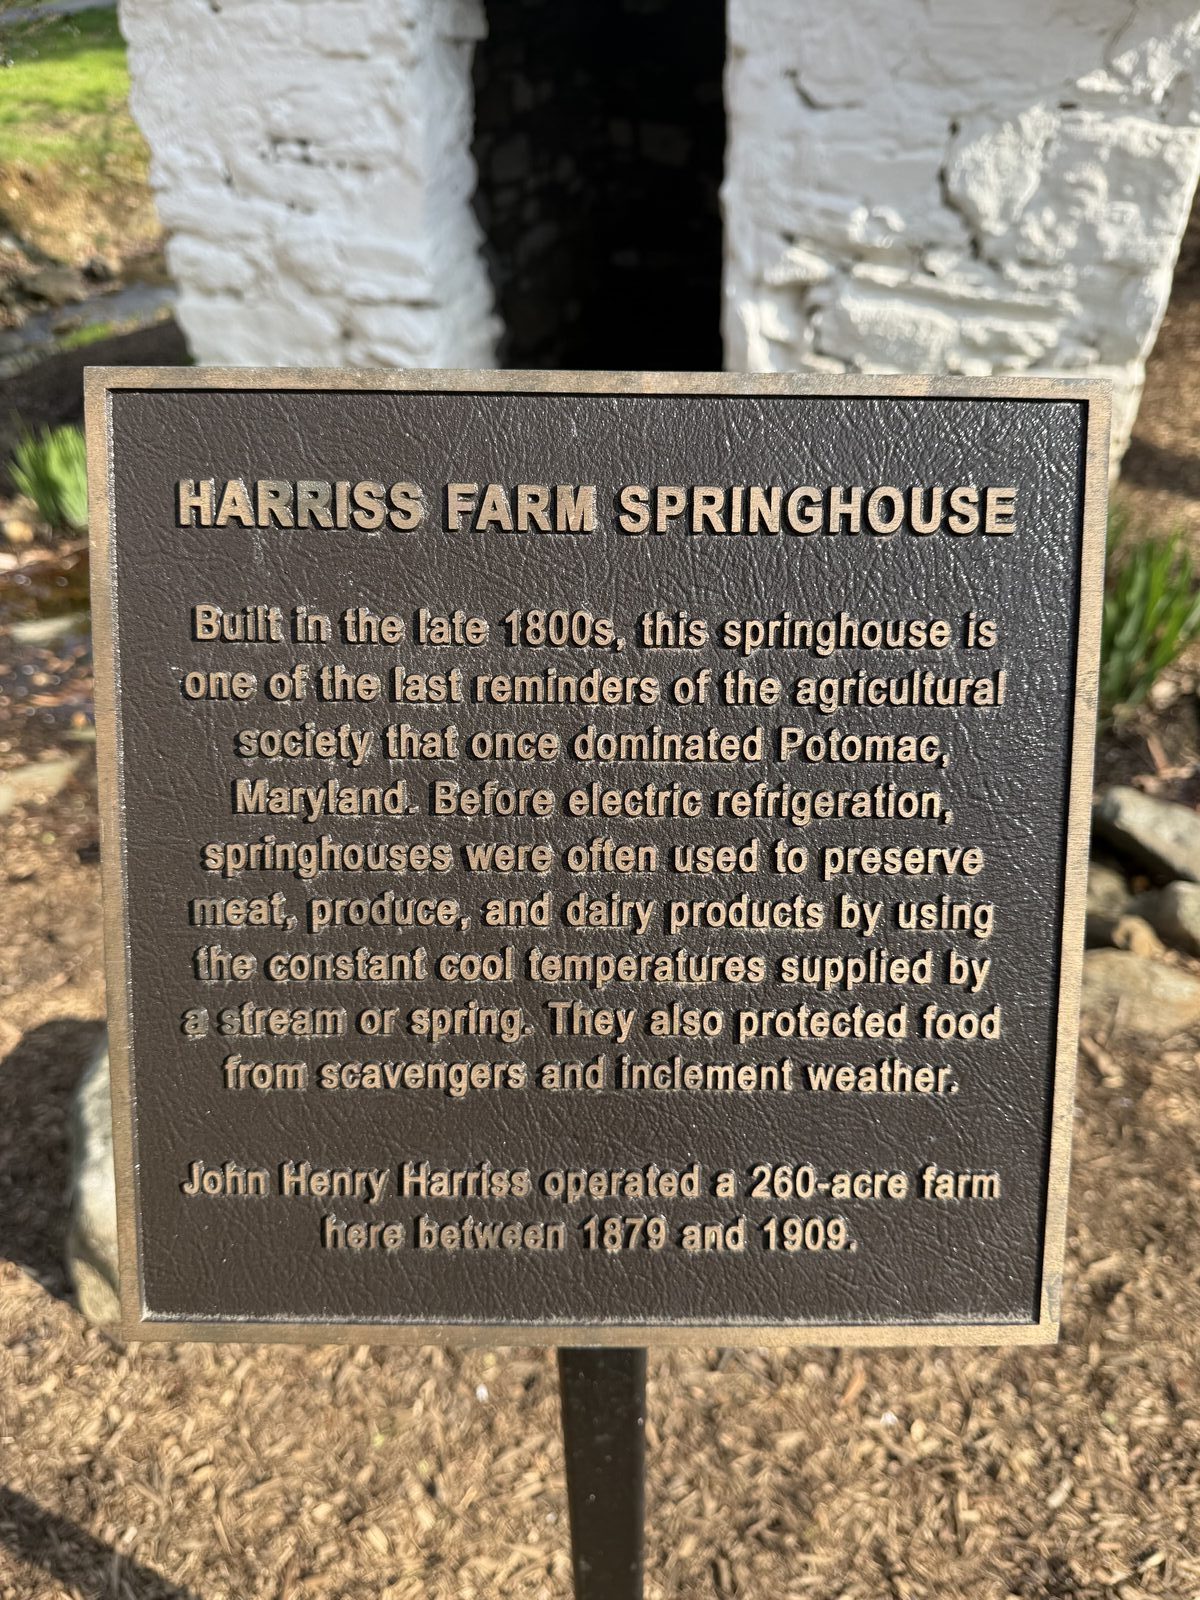 HARRISS FARM SPRINGHOUSE
Built in the late 1800s, this springhouse is
one of the last reminders of the agricultural
society that once dominated Potomac,
Maryland. Before electric refrigeration,
springhouses were often used to preserve
meat, produce, and dairy products by using
the constant cool temperatures supplied by
a stream or spring. They also protected food
from scavengers and inclement weather.
John Henry Harriss operated a 260-acre farm
here between 1879 and 1909.